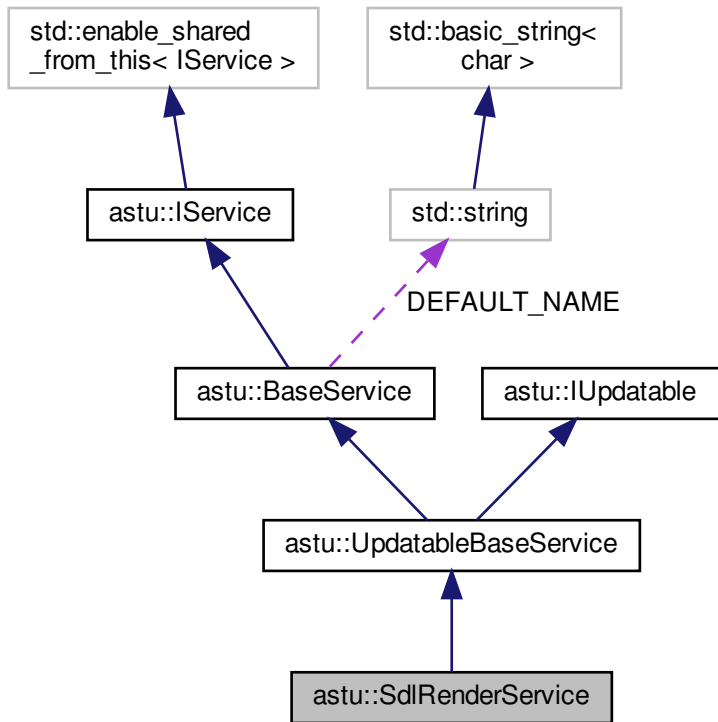 std::enable_shared
_from_this< IService >
std::basic_string<
char >
astu::IService
std::string
DEFAULT_NAME
astu::BaseService
astu::IUpdatable
astu::UpdatableBaseService
astu::SdlRenderService